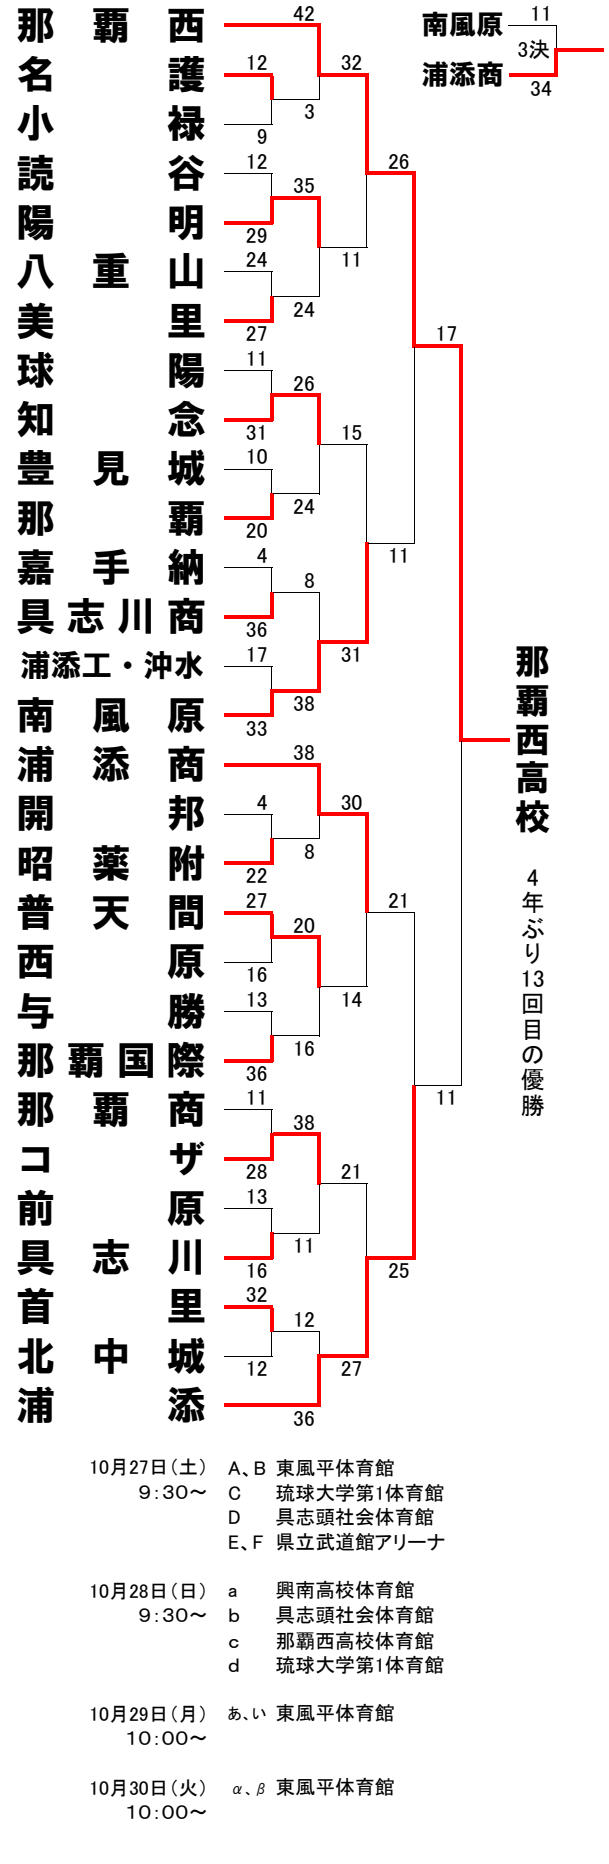 那覇西 42
名護 12
小禄 9
3
32
読谷 12
陽明 29
35
八重山 24
美里 27
24
11
26
球陽 11
知念 31
26
豊見城 10
那覇 20
24
15
嘉手納 4
具志川商 36
8
浦添工・沖水 17
南風原 33
38
31
11
17
浦添商 38
開邦 4
昭薬附 22
8
30
普天間 27
西原 16
20
与勝 13
那覇国際 36
16
14
21
那覇商 11
コザ 28
38
前原 13
具志川 16
11
21
首里 32
北中城 12
12
浦添 36
27
25
11
南風原 11
3決
浦添商 34
那覇西高校
4年ぶり13回目の優勝
10月27日(土) A、B 東風平体育館
9:30~ C 琉球大学第1体育館
D 具志頭社会体育館
E、F 県立武道館アリーナ
10月28日(日) a 興南高校体育館
9:30~ b 具志頭社会体育館
c 那覇西高校体育館
d 琉球大学第1体育館
10月29日(月) あ、い 東風平体育館
10:00~
10月30日(火) α、β 東風平体育館
10:00~